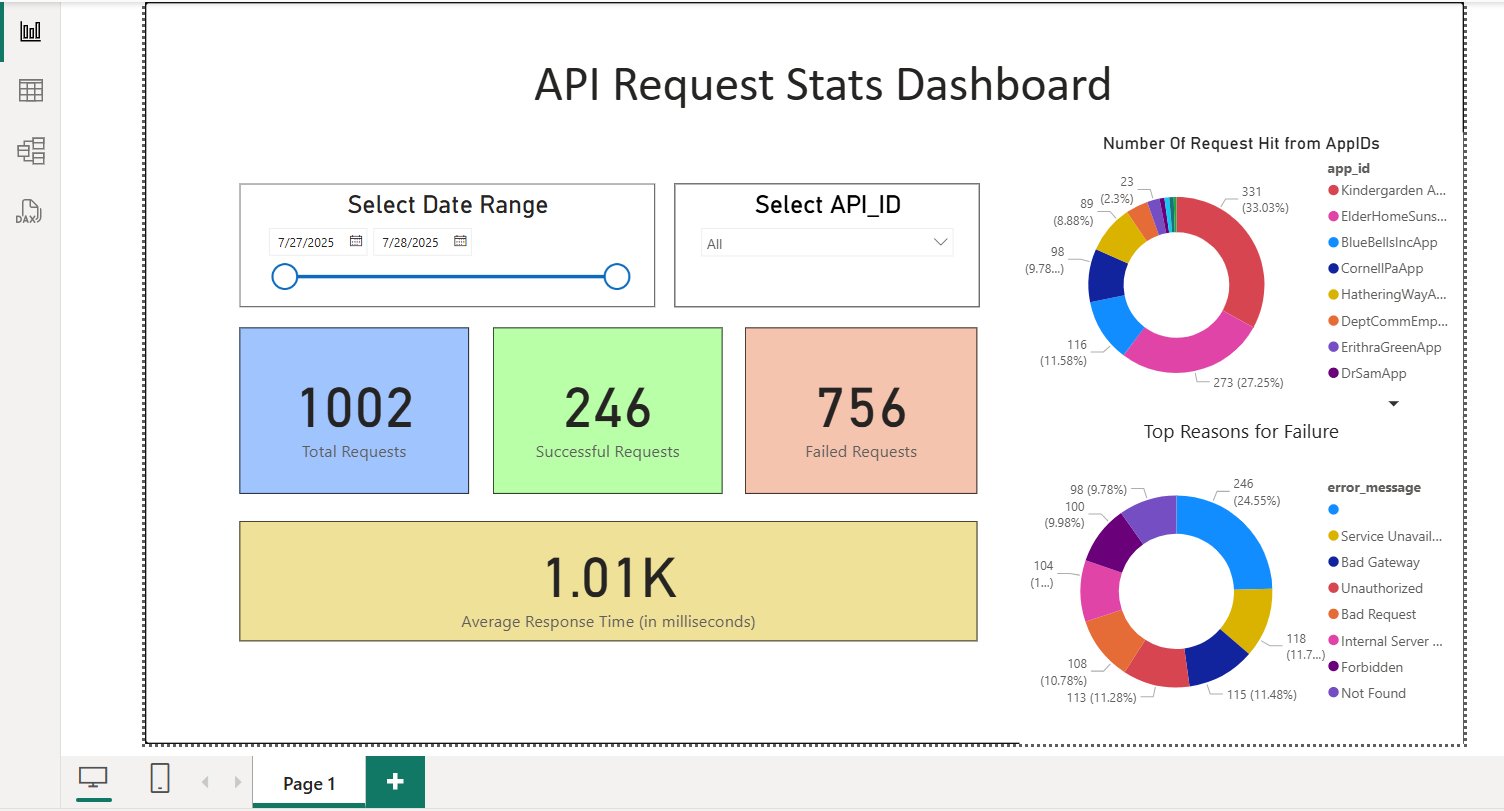 DAX
API Request Stats Dashboard
Select Date Range
7/27/2025
7/28/2025
Select API_ID
All
1002
Total Requests
246
Successful Requests
756
Failed Requests
1.01K
Average Response Time (in milliseconds)
Number Of Request Hit from AppIDs
331
(33.03%)
273 (27.25%)
116
(11.58%)
98
(9.78...)
89
(8.88%)
23
(2.3%)
app_id
Kindergarden A...
ElderHomeSuns...
BlueBellsIncApp
CornellPaApp
HatheringWayA...
DeptCommEmp...
ErithraGreenApp
DrSamApp
Top Reasons for Failure
246
(24.55%)
118
(11.7...)
115 (11.48%)
113 (11.28%)
108
(10.78%)
104
(1...)
100
(9.98%)
98 (9.78%)
error_message
Service Unavail...
Bad Gateway
Unauthorized
Bad Request
Internal Server ...
Forbidden
Not Found
Page 1